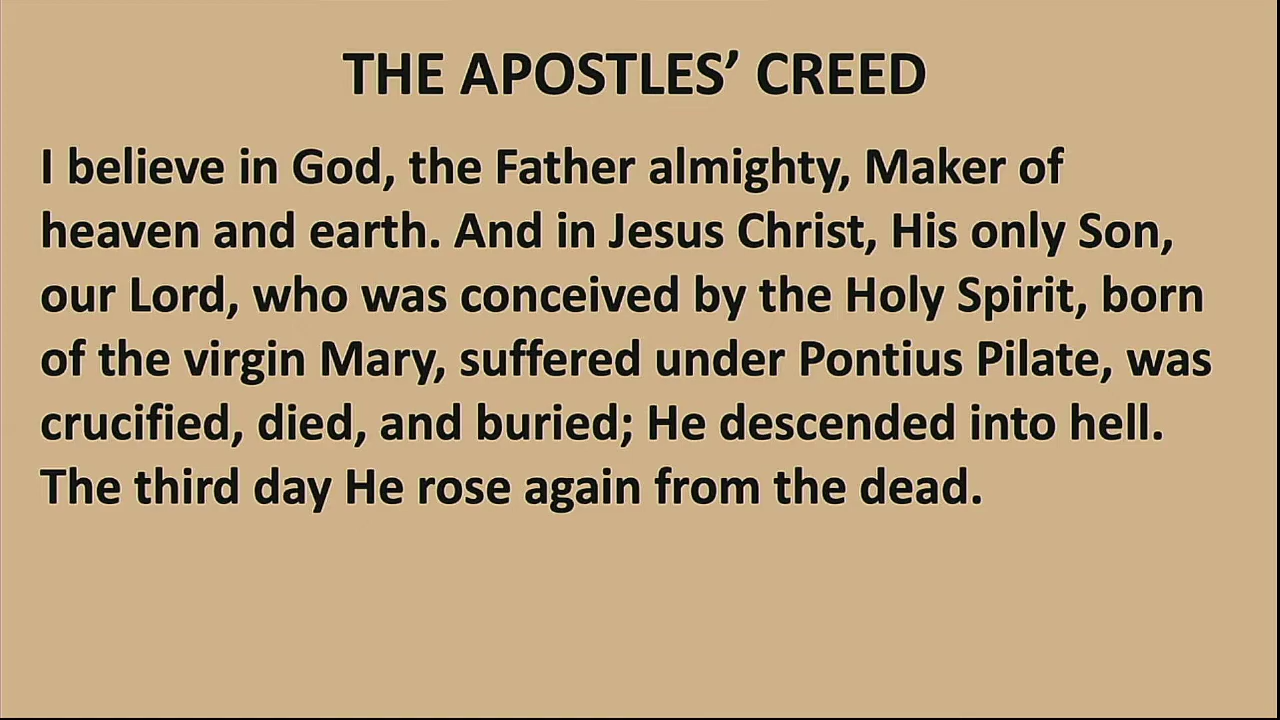 THE APOSTLES’ CREED
I believe in God, the Father almighty, Maker of
heaven and earth. And in Jesus Christ, His only Son,
our Lord, who was conceived by the Holy Spirit, born
of the virgin Mary, suffered under Pontius Pilate, was
crucified, died, and buried; He descended into hell.
The third day He rose again from the dead.